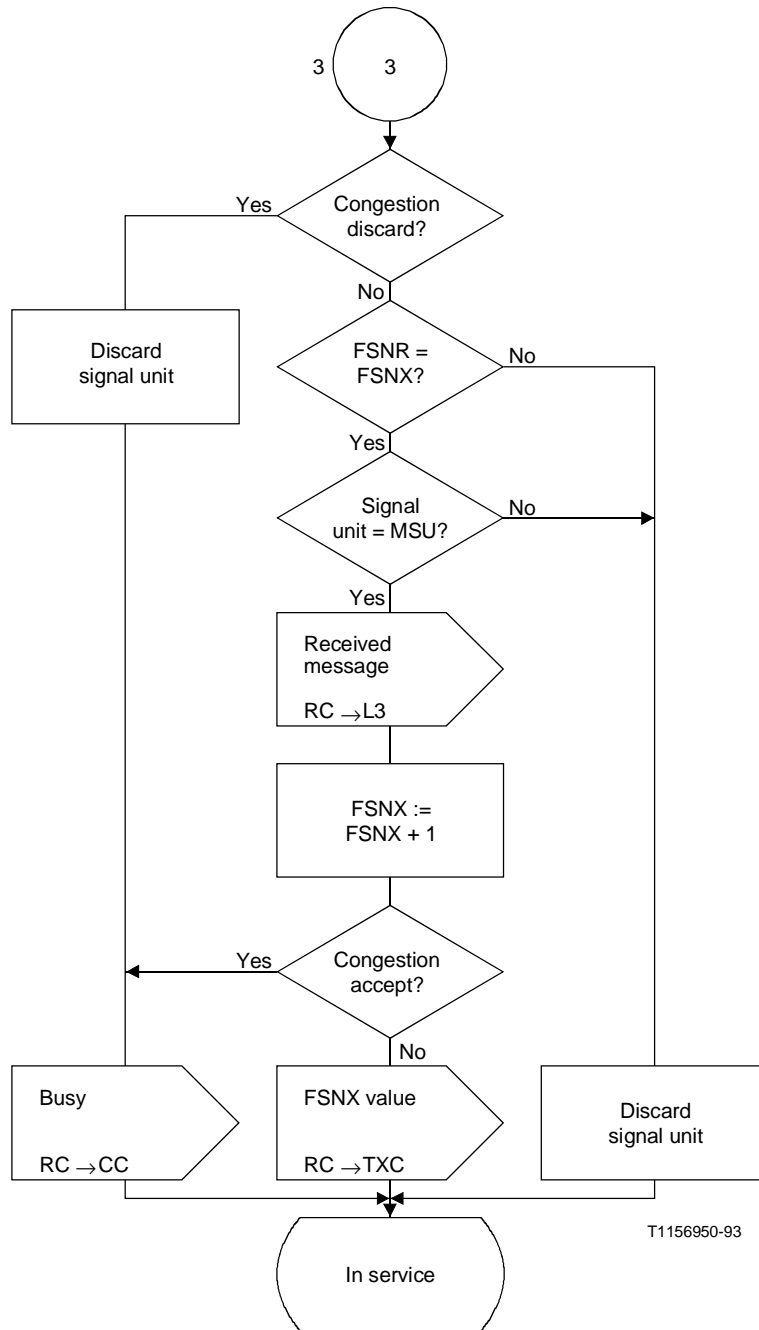 3
3
Yes
Congestion
discard?
No
Discard
signal unit
FSNR =
FSNX?
No
Yes
Signal
unit = MSU?
No
Yes
Received
message
RC →L3
FSNX :=
FSNX + 1
Yes
Congestion
accept?
No
Busy
RC →CC
FSNX value
RC →TXC
Discard
signal unit
T1156950-93
In service